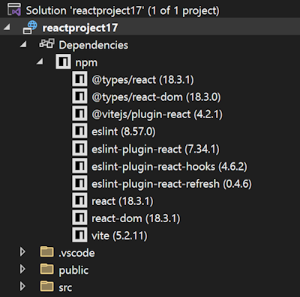 Solution 'reactproject17' (1 of 1 project)
reactproject17
Dependencies
npm
@types/react (18.3.1)
@types/react-dom (18.3.0)
@vitejs/plugin-react (4.2.1)
eslint (8.57.0)
eslint-plugin-react (7.34.1)
eslint-plugin-react-hooks (4.6.2)
eslint-plugin-react-refresh (0.4.6)
react (18.3.1)
react-dom (18.3.1)
vite (5.2.11)
.vscode
public
src